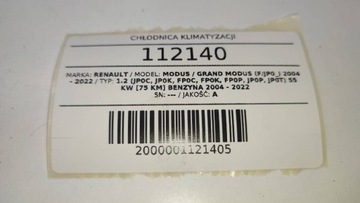 CHŁODNICA KLIMATYZACJI
112140
MARKA: RENAULT / MODEL: MODUS / GRAND MODUS (F/JP0_) 2004
- 2022 / TYP: 1.2 (JP0C, JP0K, FP0C, FP0K, FP0P, JP0P, JP0T) 55
KW [75 KM] BENZYNA 2004 - 2022
SN: --- / JAKOŚĆ: A
2000001121405